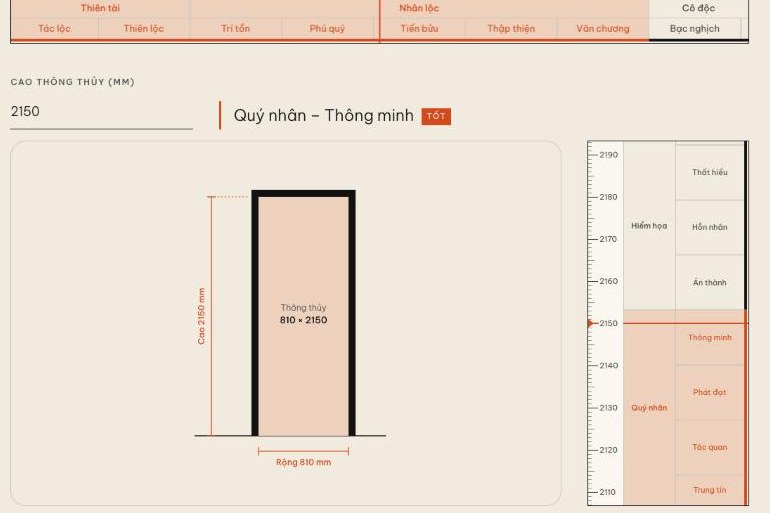 Thiên tài
Nhân lộc
Cô độc
Tác lộc
Thiên lộc
Trí tồn
Phú quý
Tiến bửu
Thập thiện
Văn chương
Bạc nghịch
CAO THÔNG THỦY (MM)
2150
Quý nhân – Thông minh
TỐT
Cao 2150 mm
Thông thủy
810 × 2150
Rộng 810 mm
2190
2180
2170
2160
2150
2140
2130
2120
2110
Hiểm họa
Quý nhân
Thất hiếu
Hỗn nhân
Án thành
Thông minh
Phát đạt
Tác quan
Trung tín